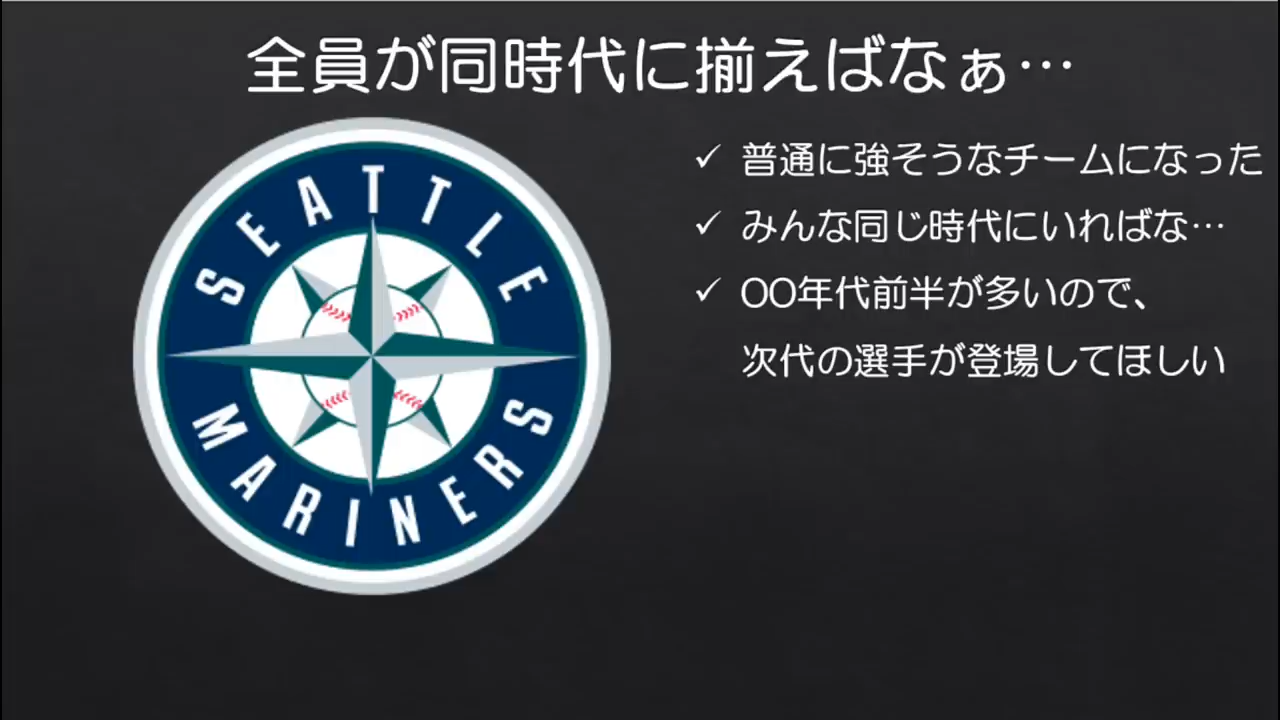 全員が同時代に揃えばなぁ…
SEATTLE
MARINERS
✓ 普通に強そうなチームになった
✓ みんな同じ時代にいればな…
✓ 00年代前半が多いので、
次代の選手が登場してほしい